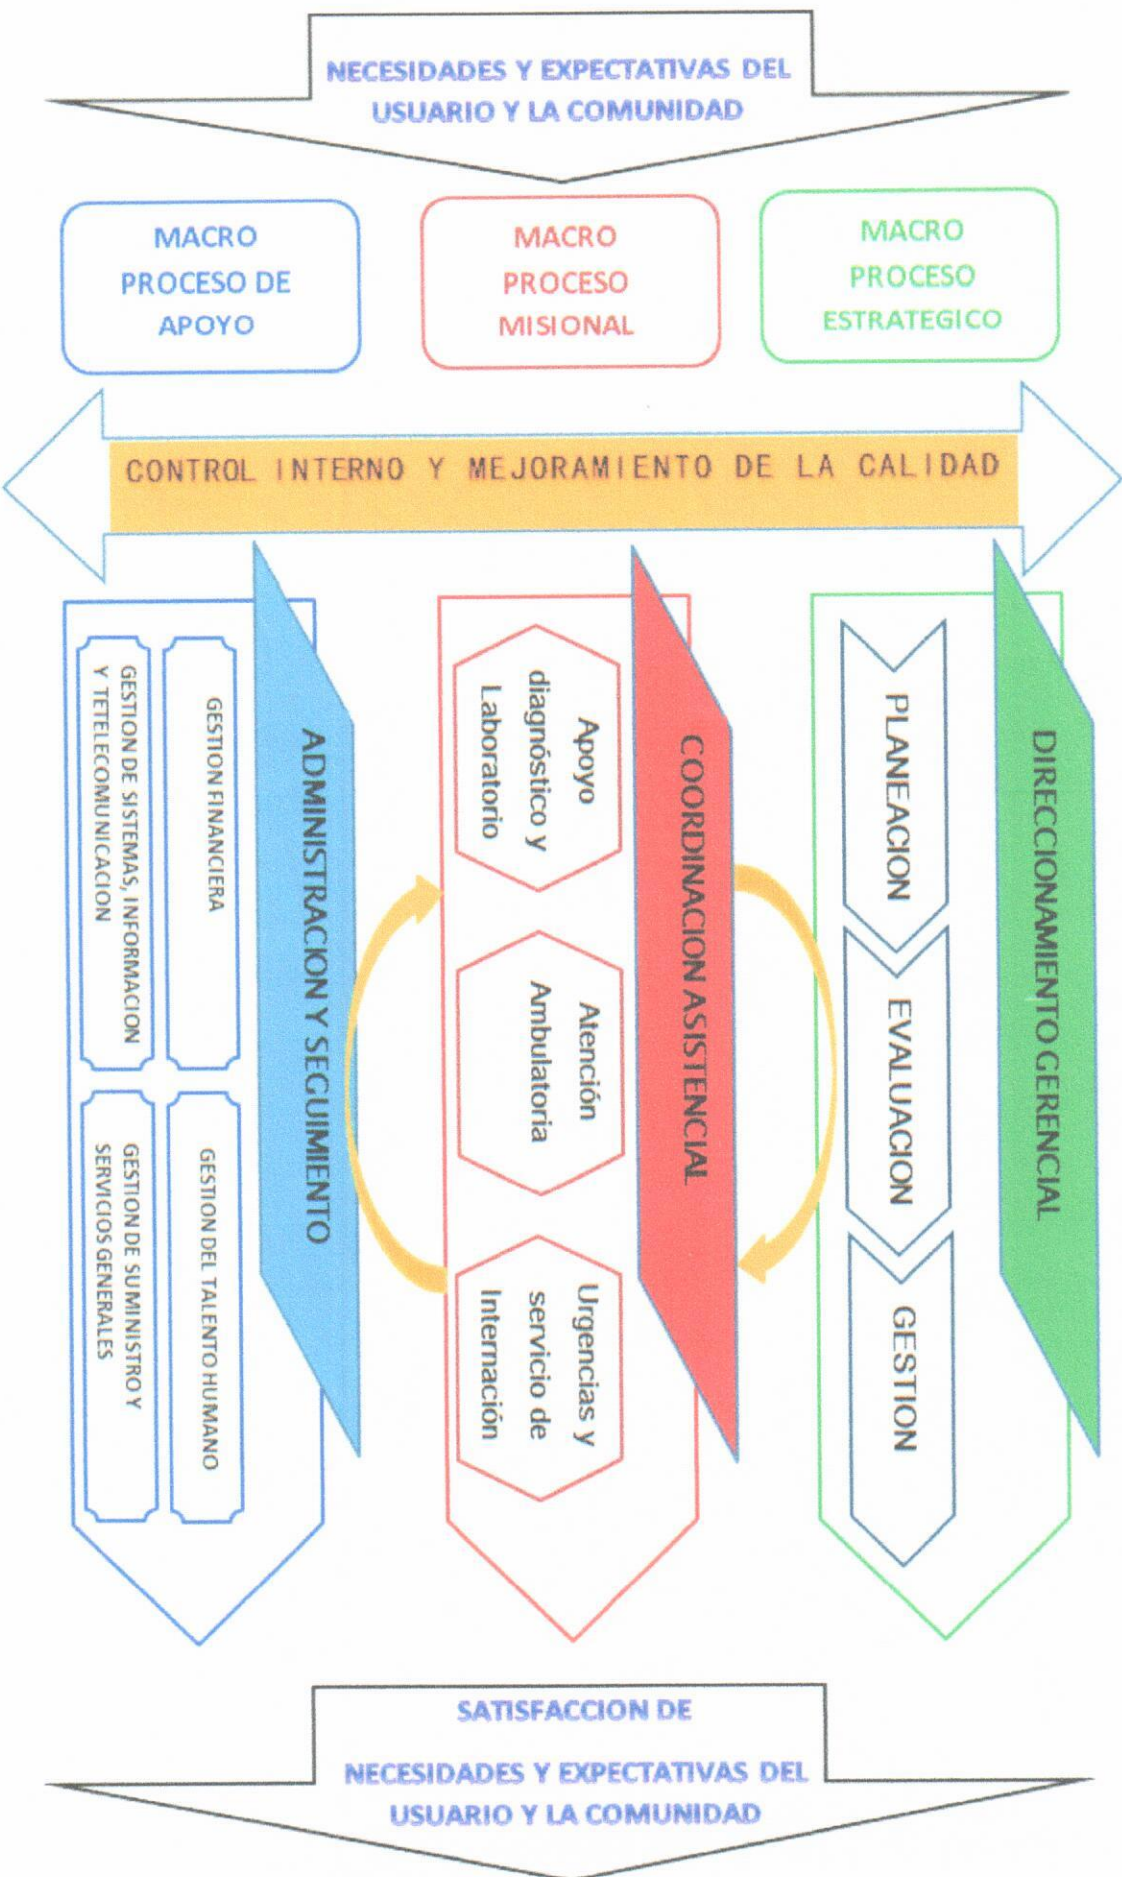 NECESIDADES Y EXPECTATIVAS DEL
USUARIO Y LA COMUNIDAD
MACRO
PROCESO DE
APOYO
MACRO
PROCESO
MISIONAL
MACRO
PROCESO
ESTRATEGICO
CONTROL INTERNO Y MEJORAMIENTO DE LA CALIDAD
DIRECCIONAMIENTO GERENCIAL
PLANEACION
EVALUACION
GESTION
COORDINACION ASISTENCIAL
Apoyo
diagnóstico y
Laboratorio
Atención
Ambulatoria
Urgencias y
servicio de
Internación
ADMINISTRACION Y SEGUIMIENTO
GESTION FINANCIERA
GESTION DEL TALENTO HUMANO
GESTION DE SISTEMAS, INFORMACION
Y TETELECOMUNICACION
GESTION DE SUMINISTRO Y
SERVICIOS GENERALES
SATISFACCION DE
NECESIDADES Y EXPECTATIVAS DEL
USUARIO Y LA COMUNIDAD